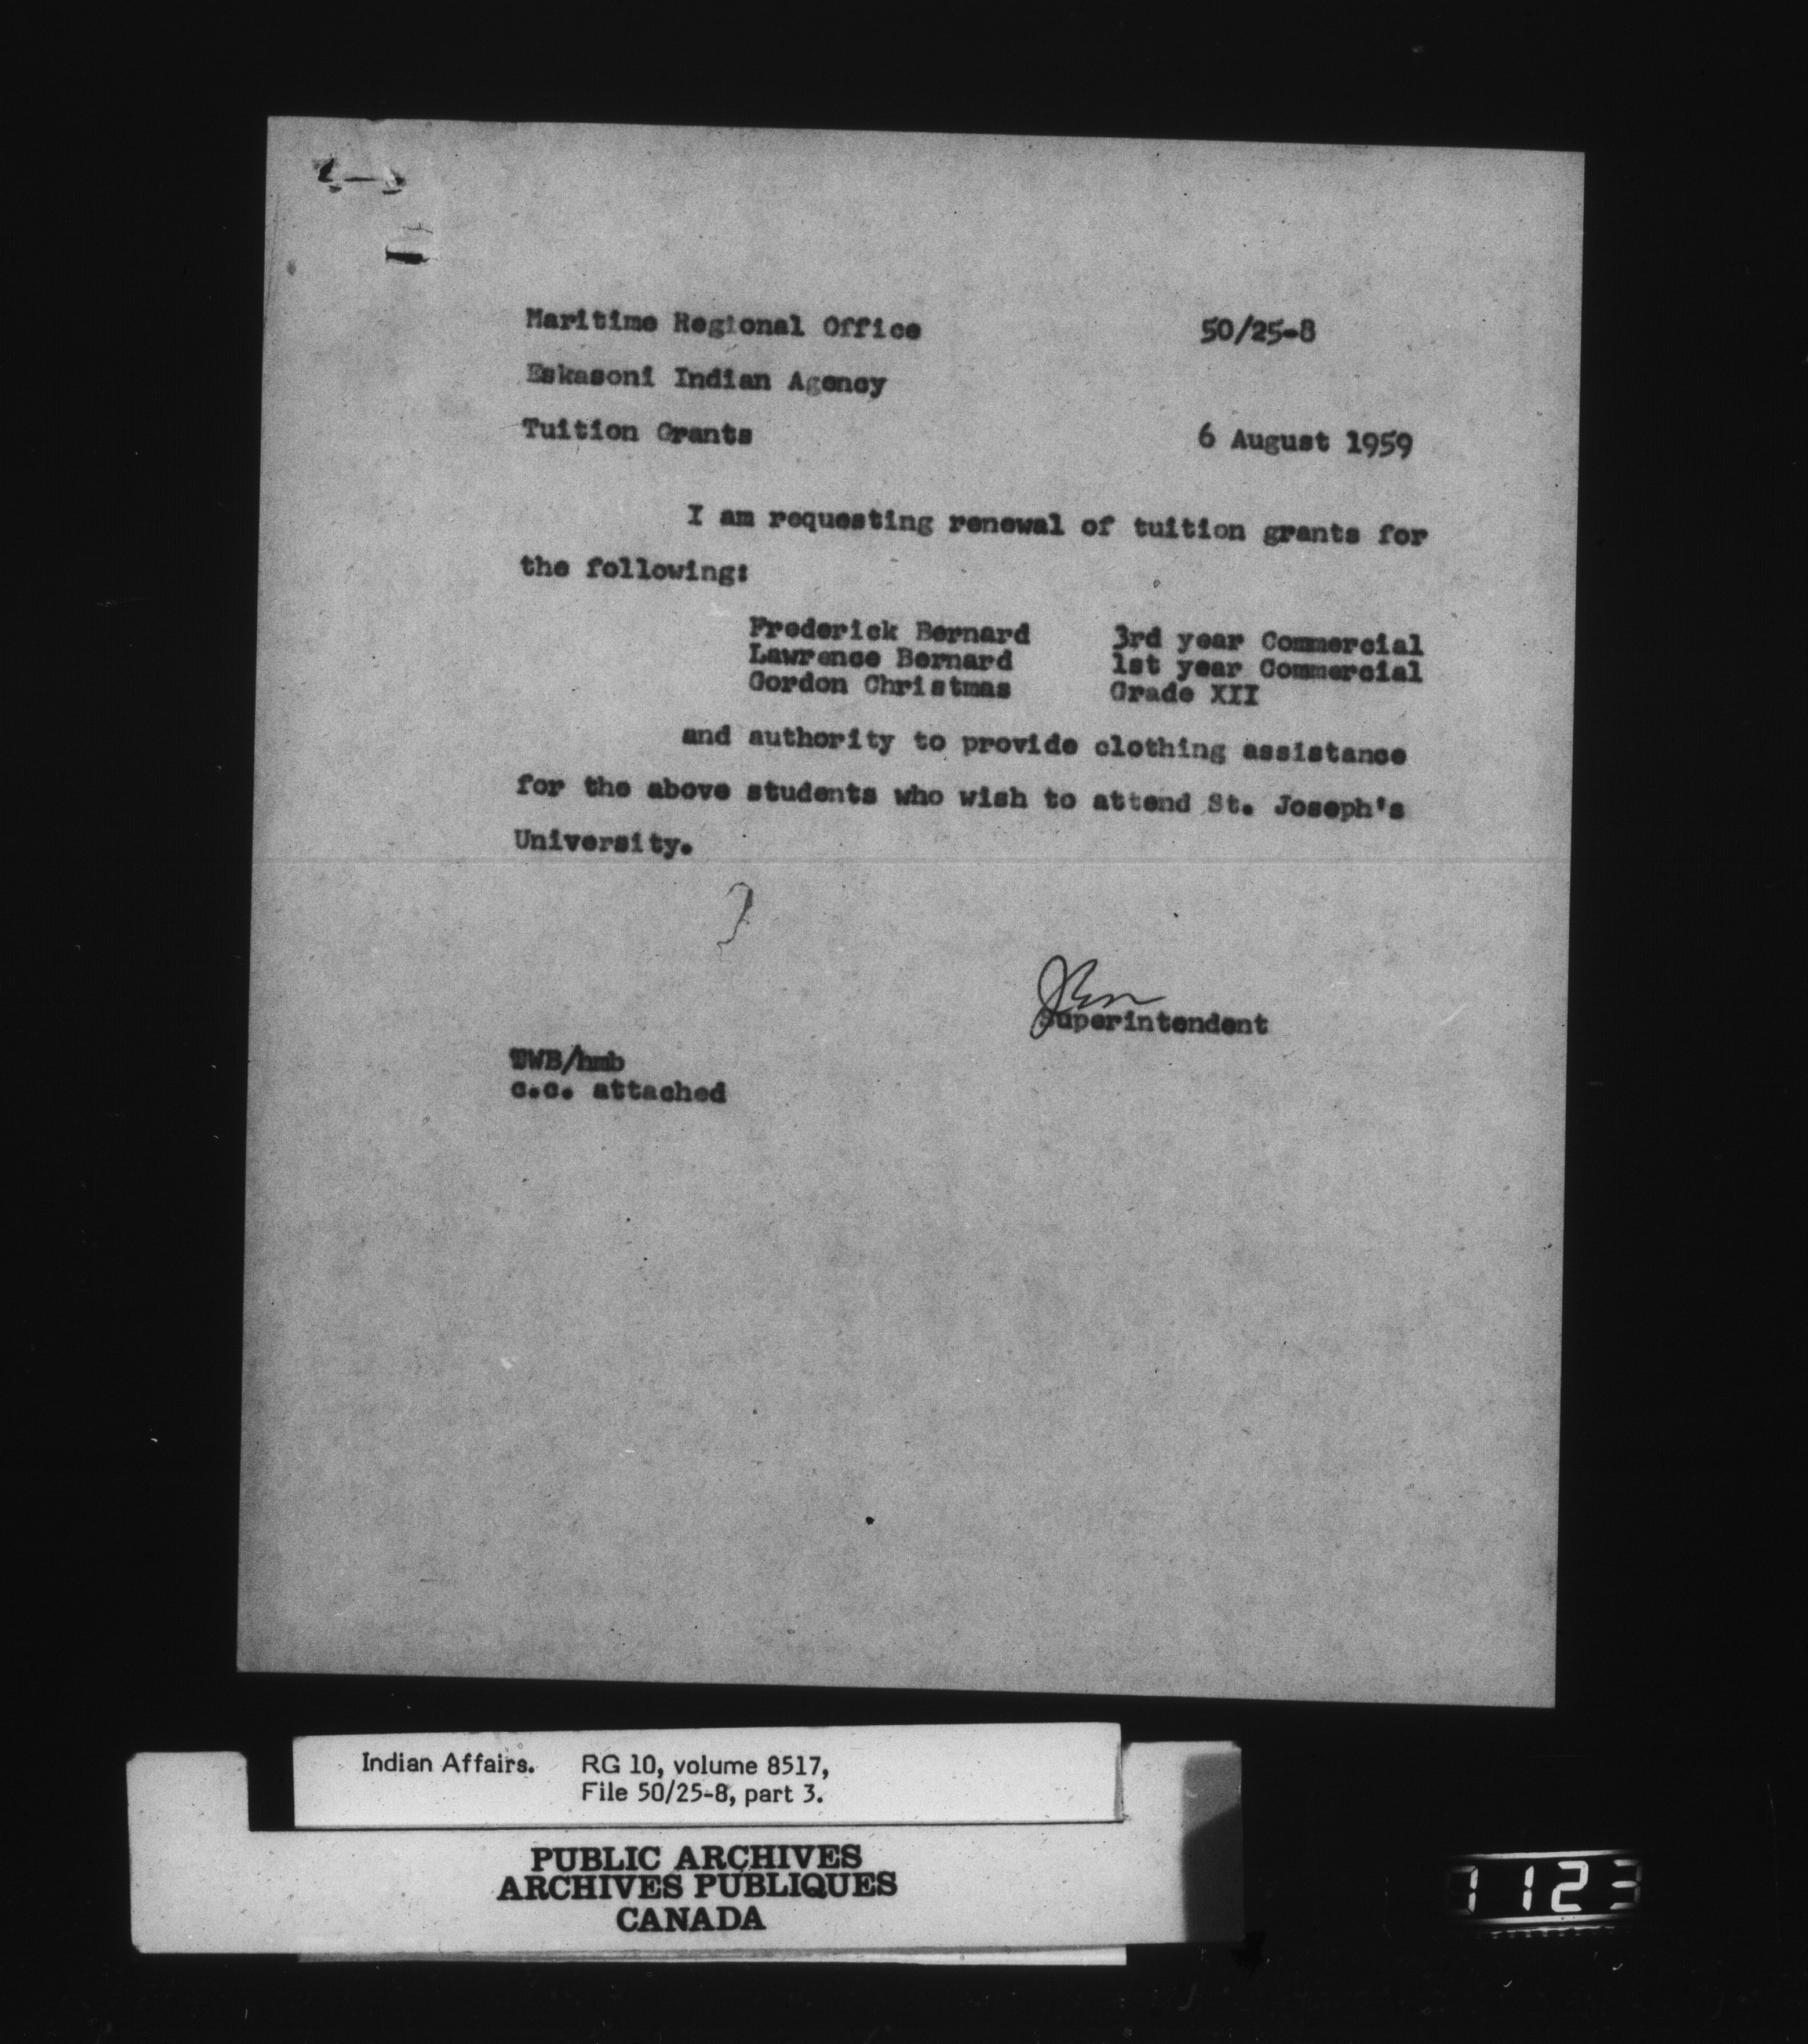 Maritime Regional Office 50/25-8
Eskasoni Indian Agency
Tuition Grants 6 August 1959
I am requesting renewal of tuition grants for
the following:
Frederick Bernard 3rd year Commercial
Lawrence Bernard 1st year Commercial
Gordon Christmas Grade XII
and authority to provide clothing assistance
for the above students who wish to attend St. Joseph's
University.
Superintendent
TWB/hmb
c.c. attached
Indian Affairs. RG 10, volume 8517,
File 50/25-8, part 3.
PUBLIC ARCHIVES
ARCHIVES PUBLIQUES
CANADA
1123